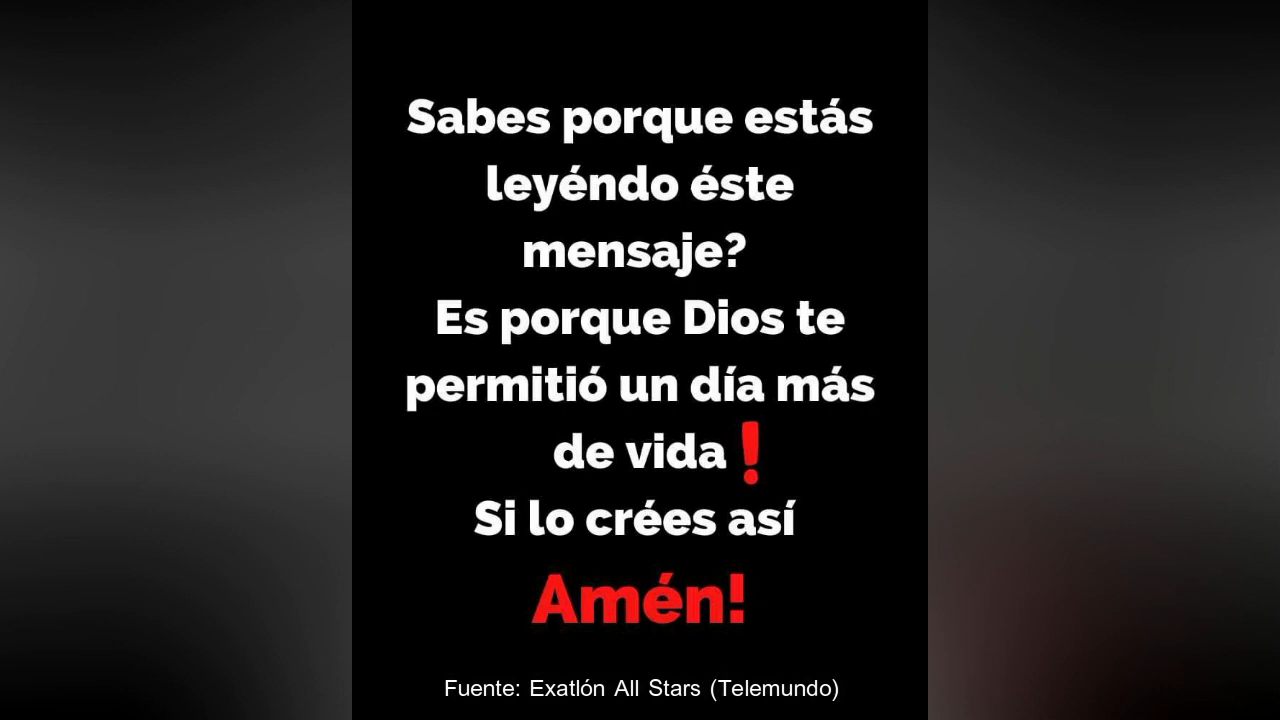 Sabes porque estás
leyéndo éste
mensaje?
Es porque Dios te
permitió un día más
de vida❗
Si lo crées así
Amén!
Fuente: Exatlón All Stars (Telemundo)